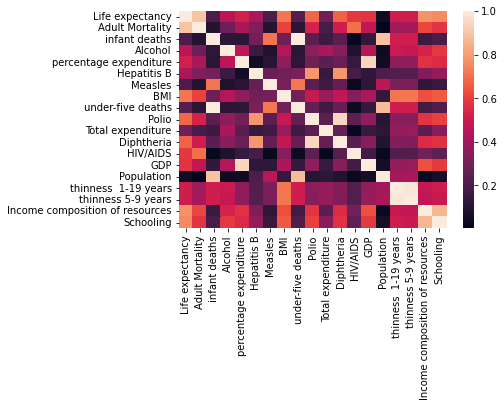 Life expectancy
Adult Mortality
infant deaths
Alcohol
percentage expenditure
Hepatitis B
Measles
BMI
under-five deaths
Polio
Total expenditure
Diphtheria
HIV/AIDS
GDP
Population
thinness  1-19 years
thinness 5-9 years
Income composition of resources
Schooling
Life expectancy
Adult Mortality
infant deaths
Alcohol
percentage expenditure
Hepatitis B
Measles
BMI
under-five deaths
Polio
Total expenditure
Diphtheria
HIV/AIDS
GDP
Population
thinness  1-19 years
thinness 5-9 years
Income composition of resources
Schooling
1.0
0.8
0.6
0.4
0.2